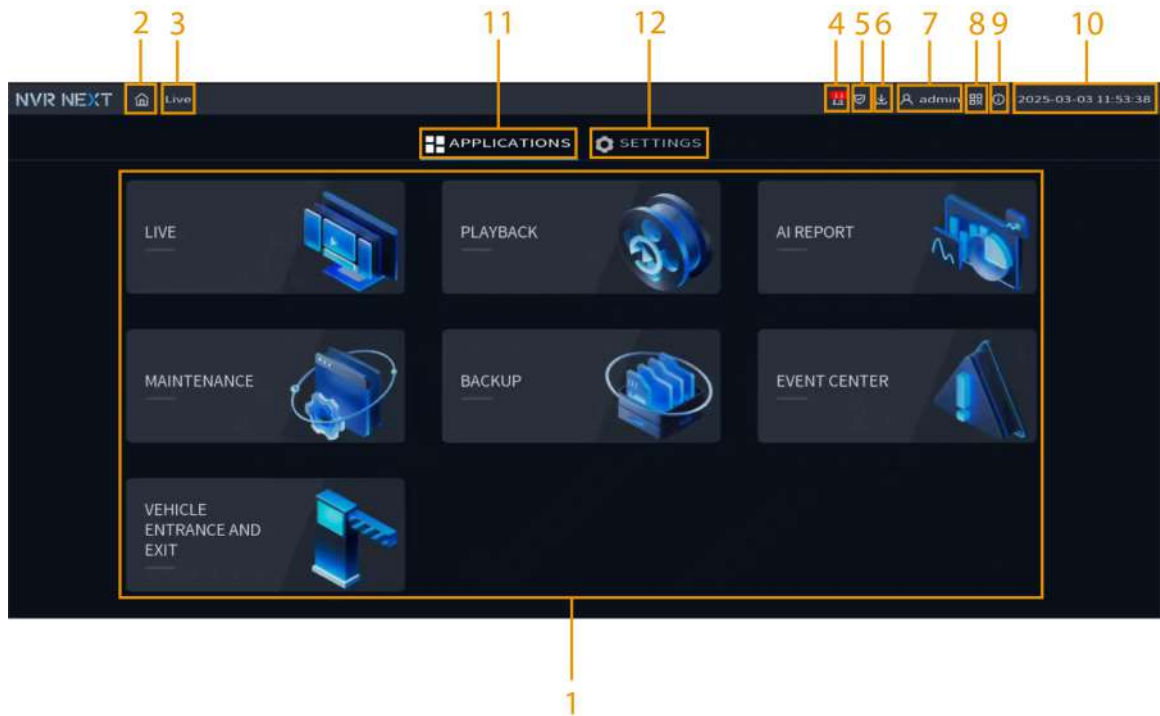 2 3 11 12 4 5 6 7 8 9 10
NVR NEXT Live admin 2025-03-03 11:53:38
APPLICATIONS SETTINGS
LIVE PLAYBACK AI REPORT
MAINTENANCE BACKUP EVENT CENTER
VEHICLE
ENTRANCE AND
EXIT
1